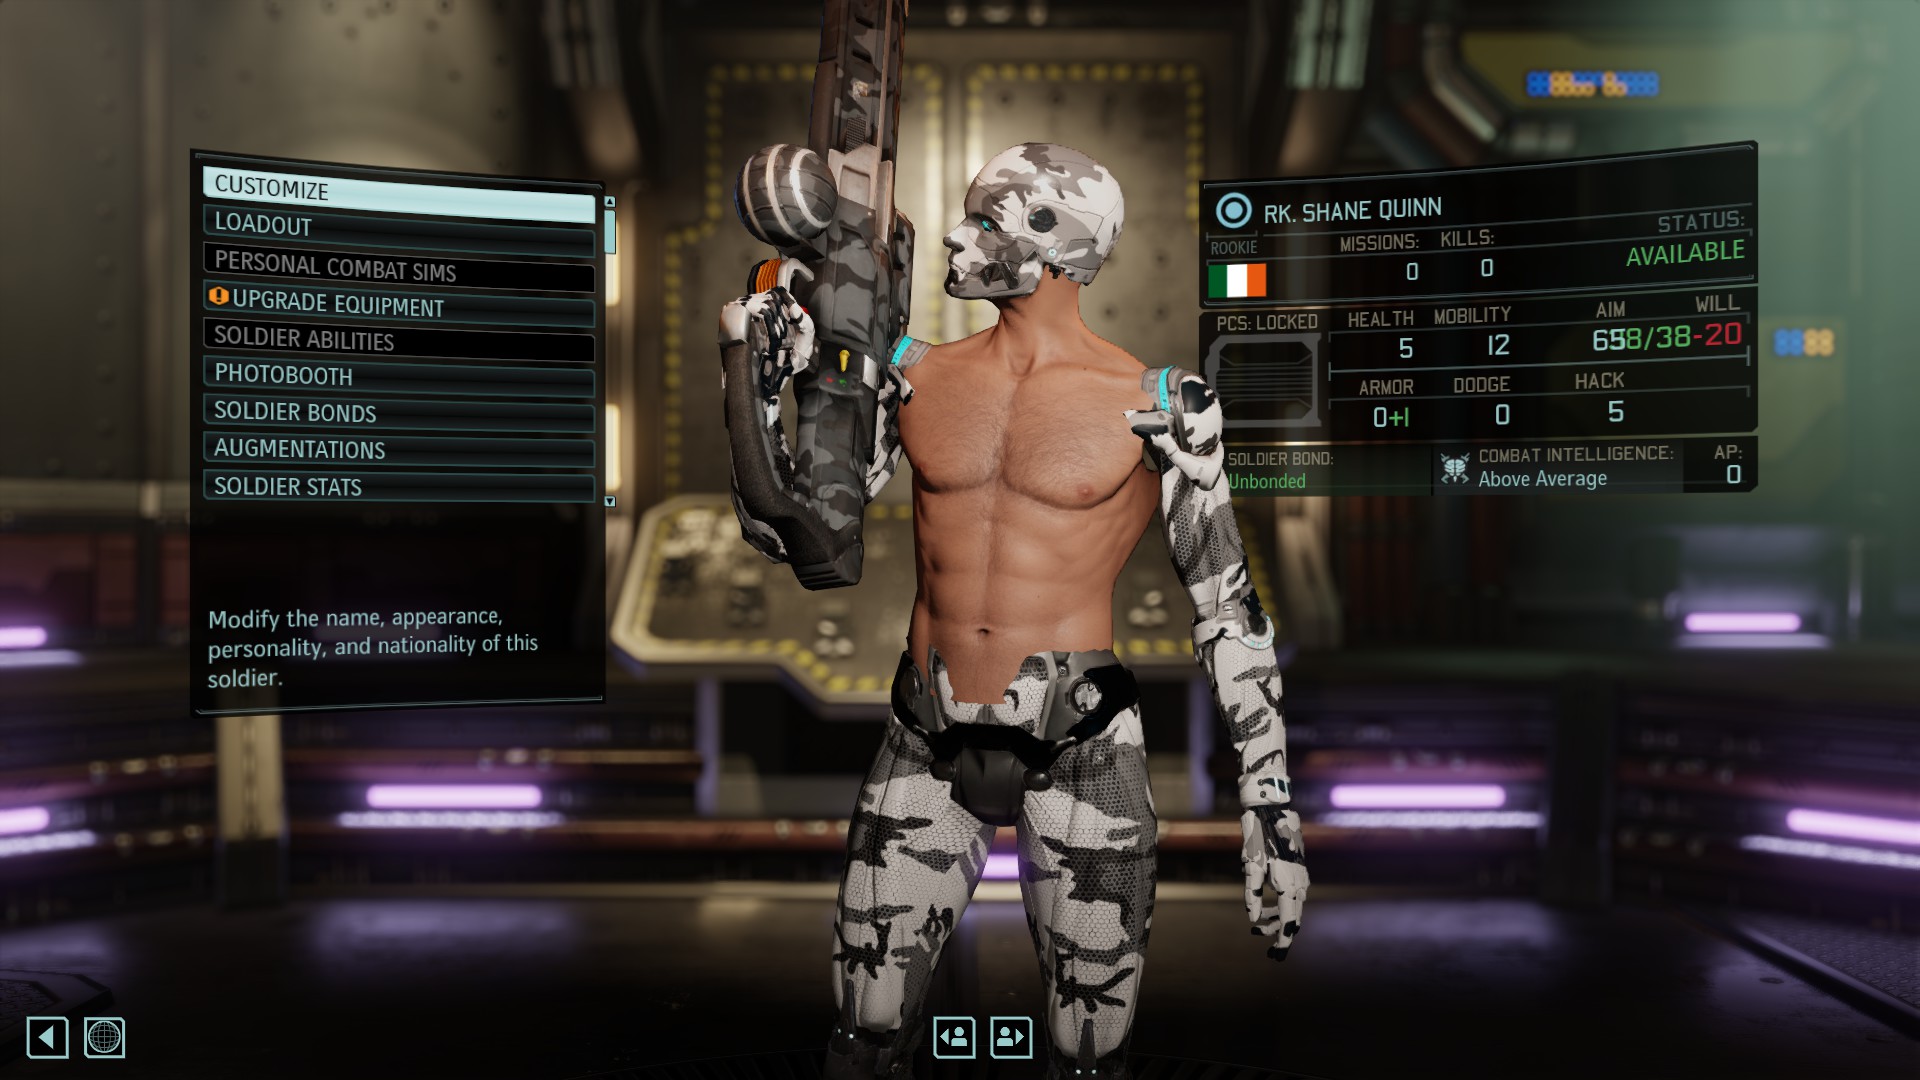 CUSTOMIZE
LOADOUT
PERSONAL COMBAT SIMS
UPGRADE EQUIPMENT
SOLDIER ABILITIES
PHOTOBOOTH
SOLDIER BONDS
AUGMENTATIONS
SOLDIER STATS
Modify the name, appearance,
personality, and nationality of this
soldier.
RK. SHANE QUINN
ROOKIE
MISSIONS: KILLS: STATUS:
0 0 AVAILABLE
PCS: LOCKED
HEALTH MOBILITY AIM WILL
5 12 65 38/38-20
ARMOR DODGE HACK
0+1 0 5
SOLDIER BOND:
Unbonded
COMBAT INTELLIGENCE: AP:
Above Average 0